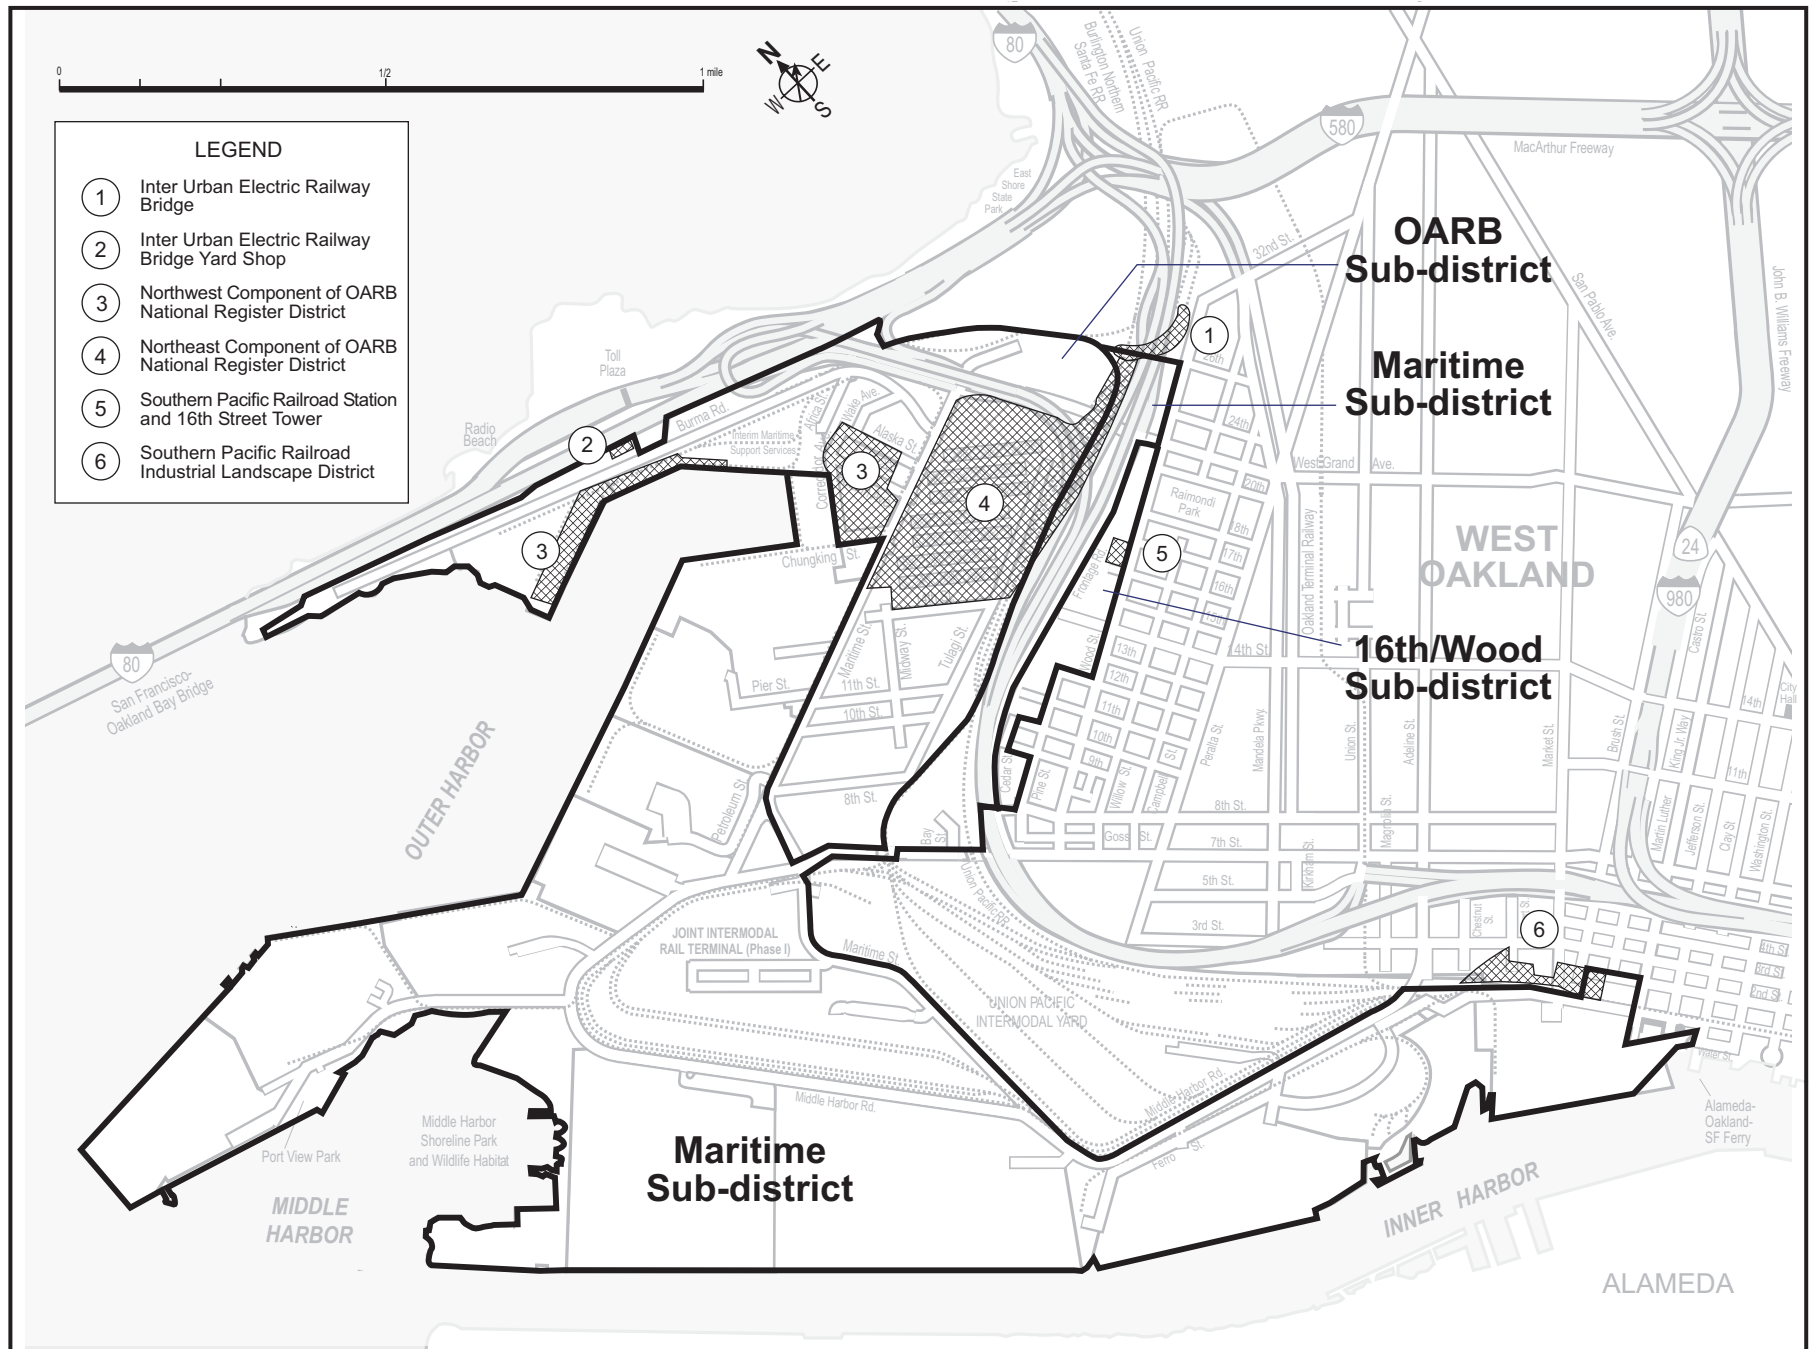 0
1/2
1 mile
N
E
W
S
LEGEND
1
Inter Urban Electric Railway
Bridge
2
Inter Urban Electric Railway
Bridge Yard Shop
3
Northwest Component of OARB
National Register District
4
Northeast Component of OARB
National Register District
5
Southern Pacific Railroad Station
and 16th Street Tower
6
Southern Pacific Railroad
Industrial Landscape District
80
Burlington Northern
Santa Fe RR
Union Pacific RR
580
MacArthur Freeway
East
Shore
State
Park
32nd St.
OARB
Sub-district
San Pablo Ave.
John B. Williams Freeway
1
26th
Maritime
Sub-district
Toll
Plaza
Radio
Beach
Burma Rd.
Africa St.
Wake Ave.
Alaska St.
Interim Maritime
Support Services
2
3
3
4
24th
West Grand Ave.
20th
Raimondi
Park
18th
17th
16th
15th
5
Frontage Rd.
Oakland Terminal Railway
WEST
OAKLAND
24
980
Castro St.
Chungking St.
80
San Francisco-
Oakland Bay Bridge
Maritime St.
Midway St.
Tulagi St.
Wood St.
13th
14th St.
16th/Wood
Sub-district
Pier St.
11th St.
10th St.
12th
11th
10th
9th
14th
City
Hall
OUTER HARBOR
Petroleum St.
8th St.
Bay
St.
Cedar St.
Pine St.
Willow St.
Campbell St.
Peralta St.
Mandela Pkwy.
Union St.
Adeline St.
Magnolia St.
Market St.
Brush St.
Martin Luther King Jr. Way
11th
Jefferson St.
Clay St
Washington St.
8th St.
Goss St.
7th St.
5th St.
Kirkham St.
3rd St.
Union Pacific RR
Chestnut
St.
6
4th St
3rd St
2nd St
JOINT INTERMODAL
RAIL TERMINAL (Phase I)
Maritime St.
UNION PACIFIC
INTERMODAL YARD
Middle Harbor Rd.
Middle Harbor Rd.
Ferro St.
Water St.
Alameda-
Oakland-
SF Ferry
Port View Park
Middle Harbor
Shoreline Park
and Wildlife Habitat
MIDDLE
HARBOR
Maritime
Sub-district
INNER HARBOR
ALAMEDA